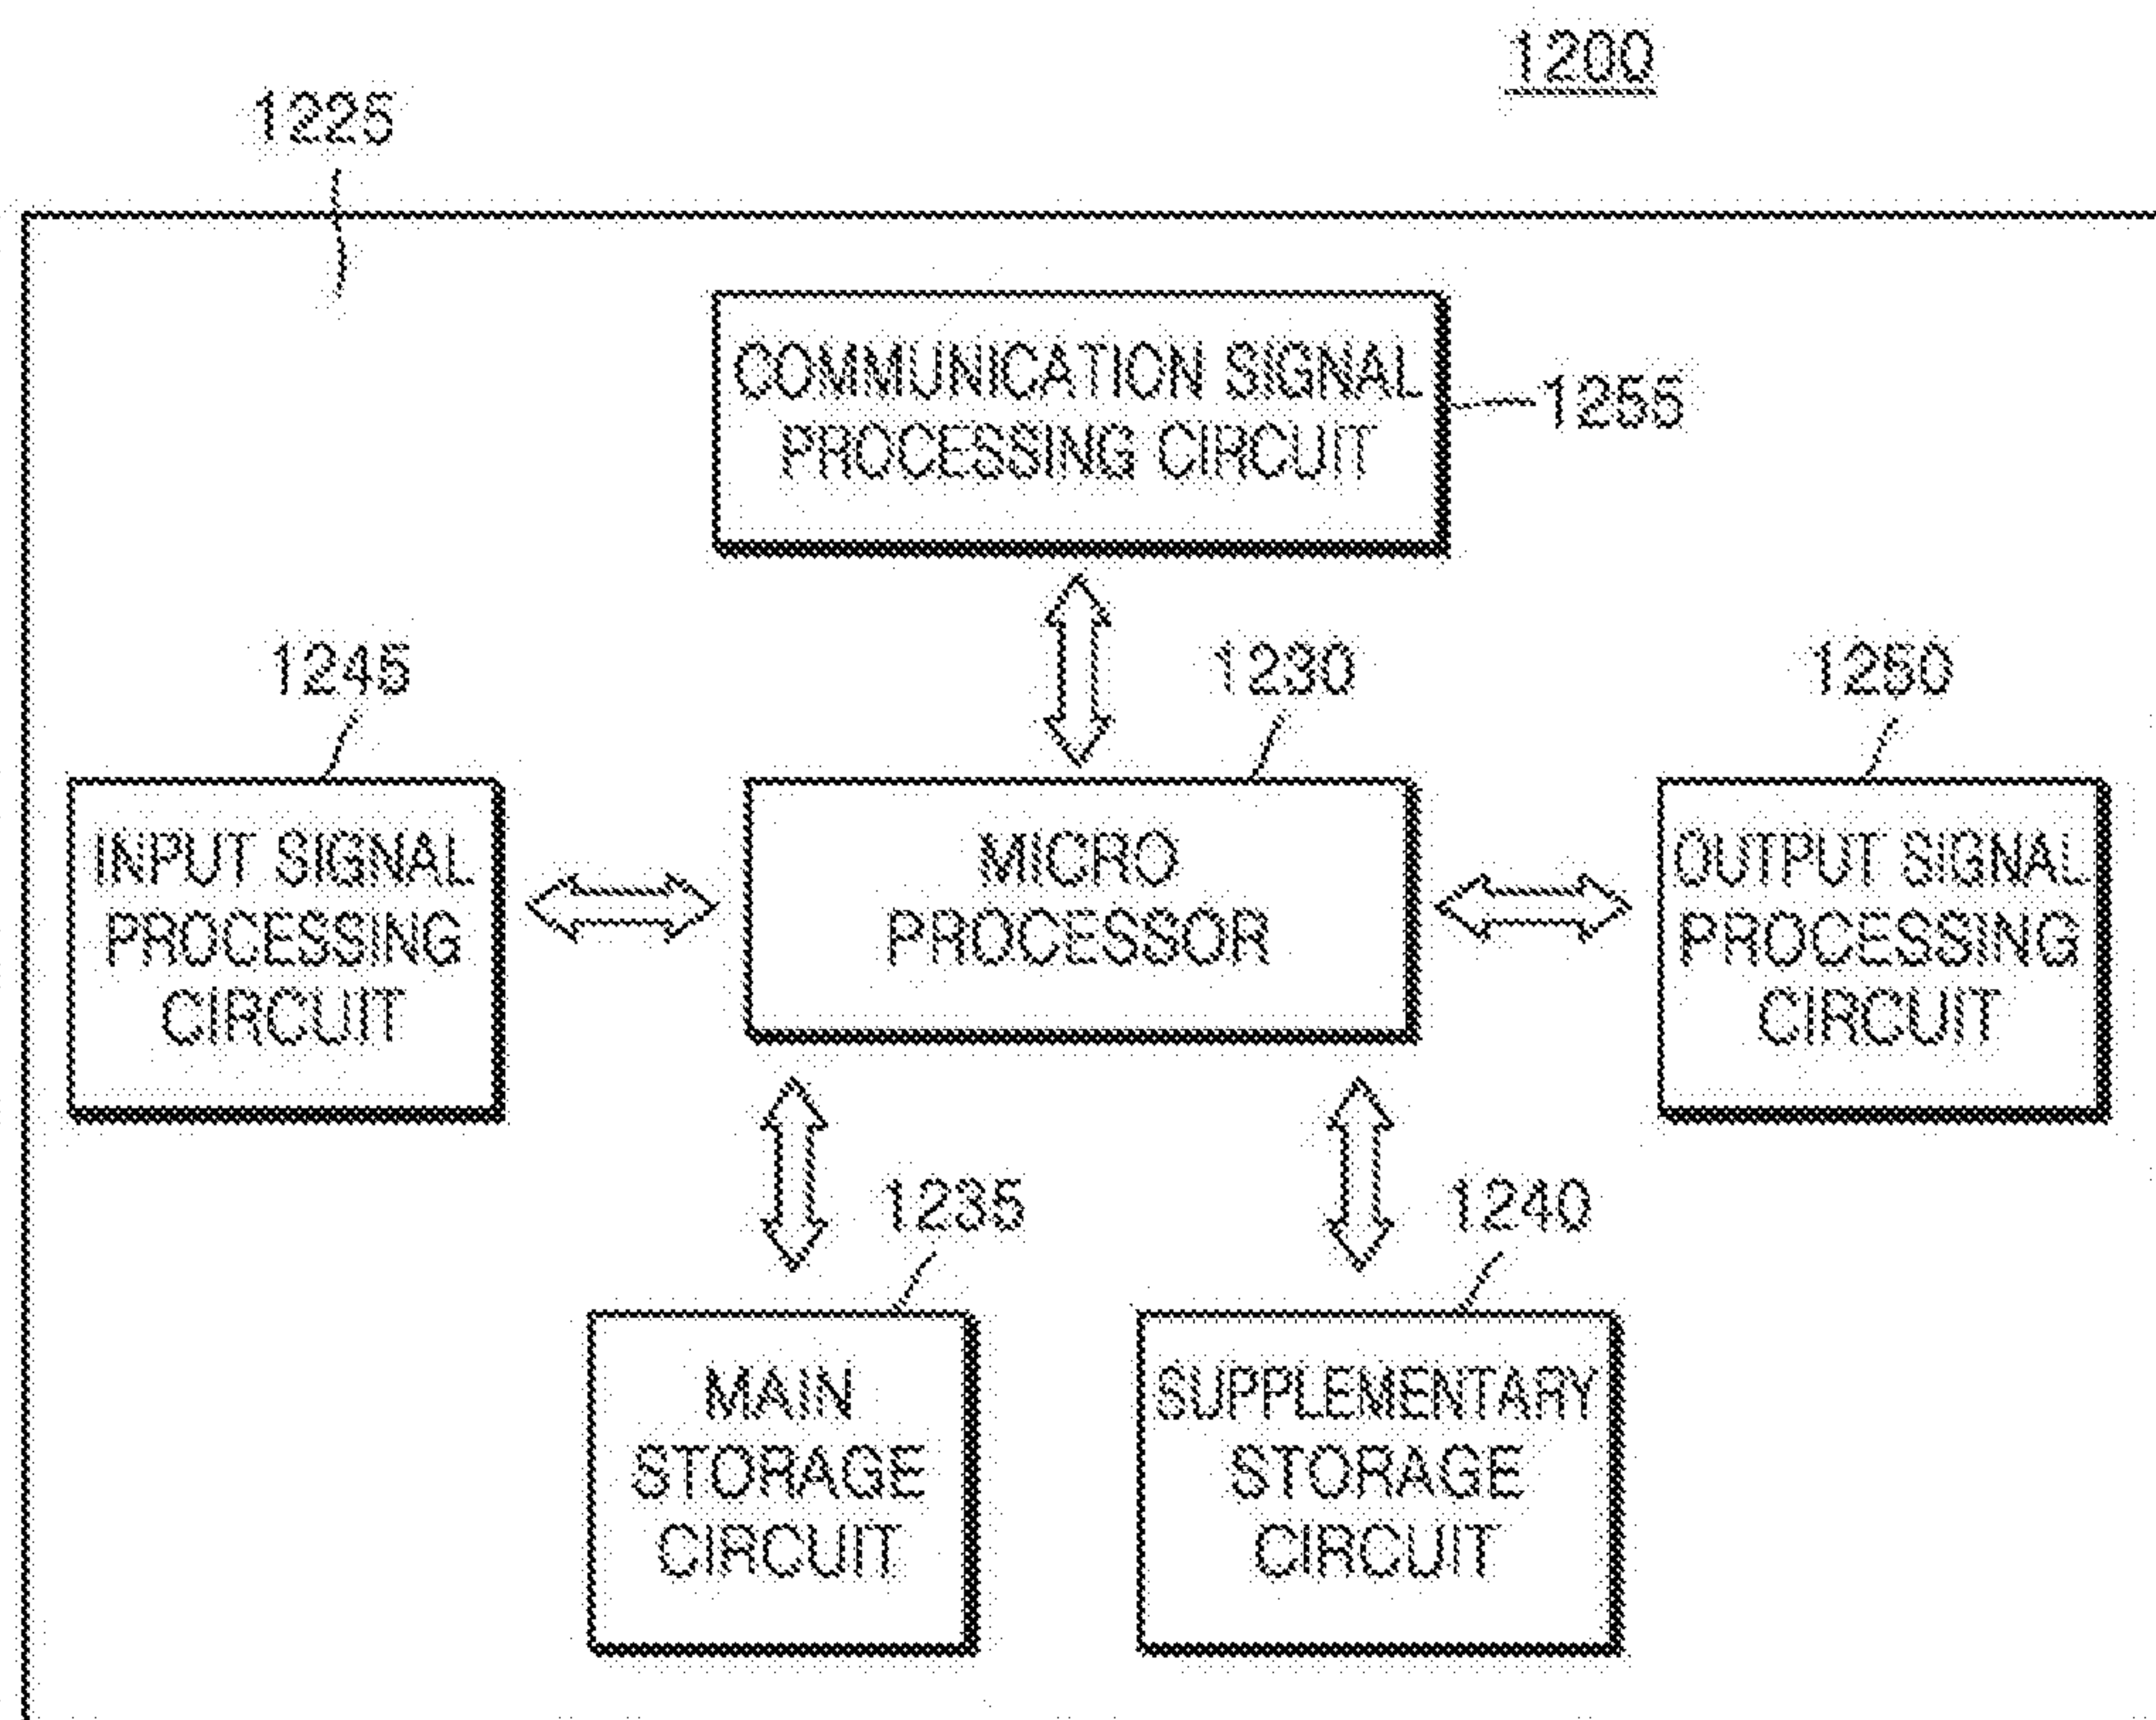 1200
1225
COMMUNICATION SIGNAL
PROCESSING CIRCUIT
1255
1245
1230
1250
INPUT SIGNAL
PROCESSING
CIRCUIT
MICRO
PROCESSOR
OUTPUT SIGNAL
PROCESSING
CIRCUIT
1235
1240
MAIN
STORAGE
CIRCUIT
SUPPLEMENTARY
STORAGE
CIRCUIT